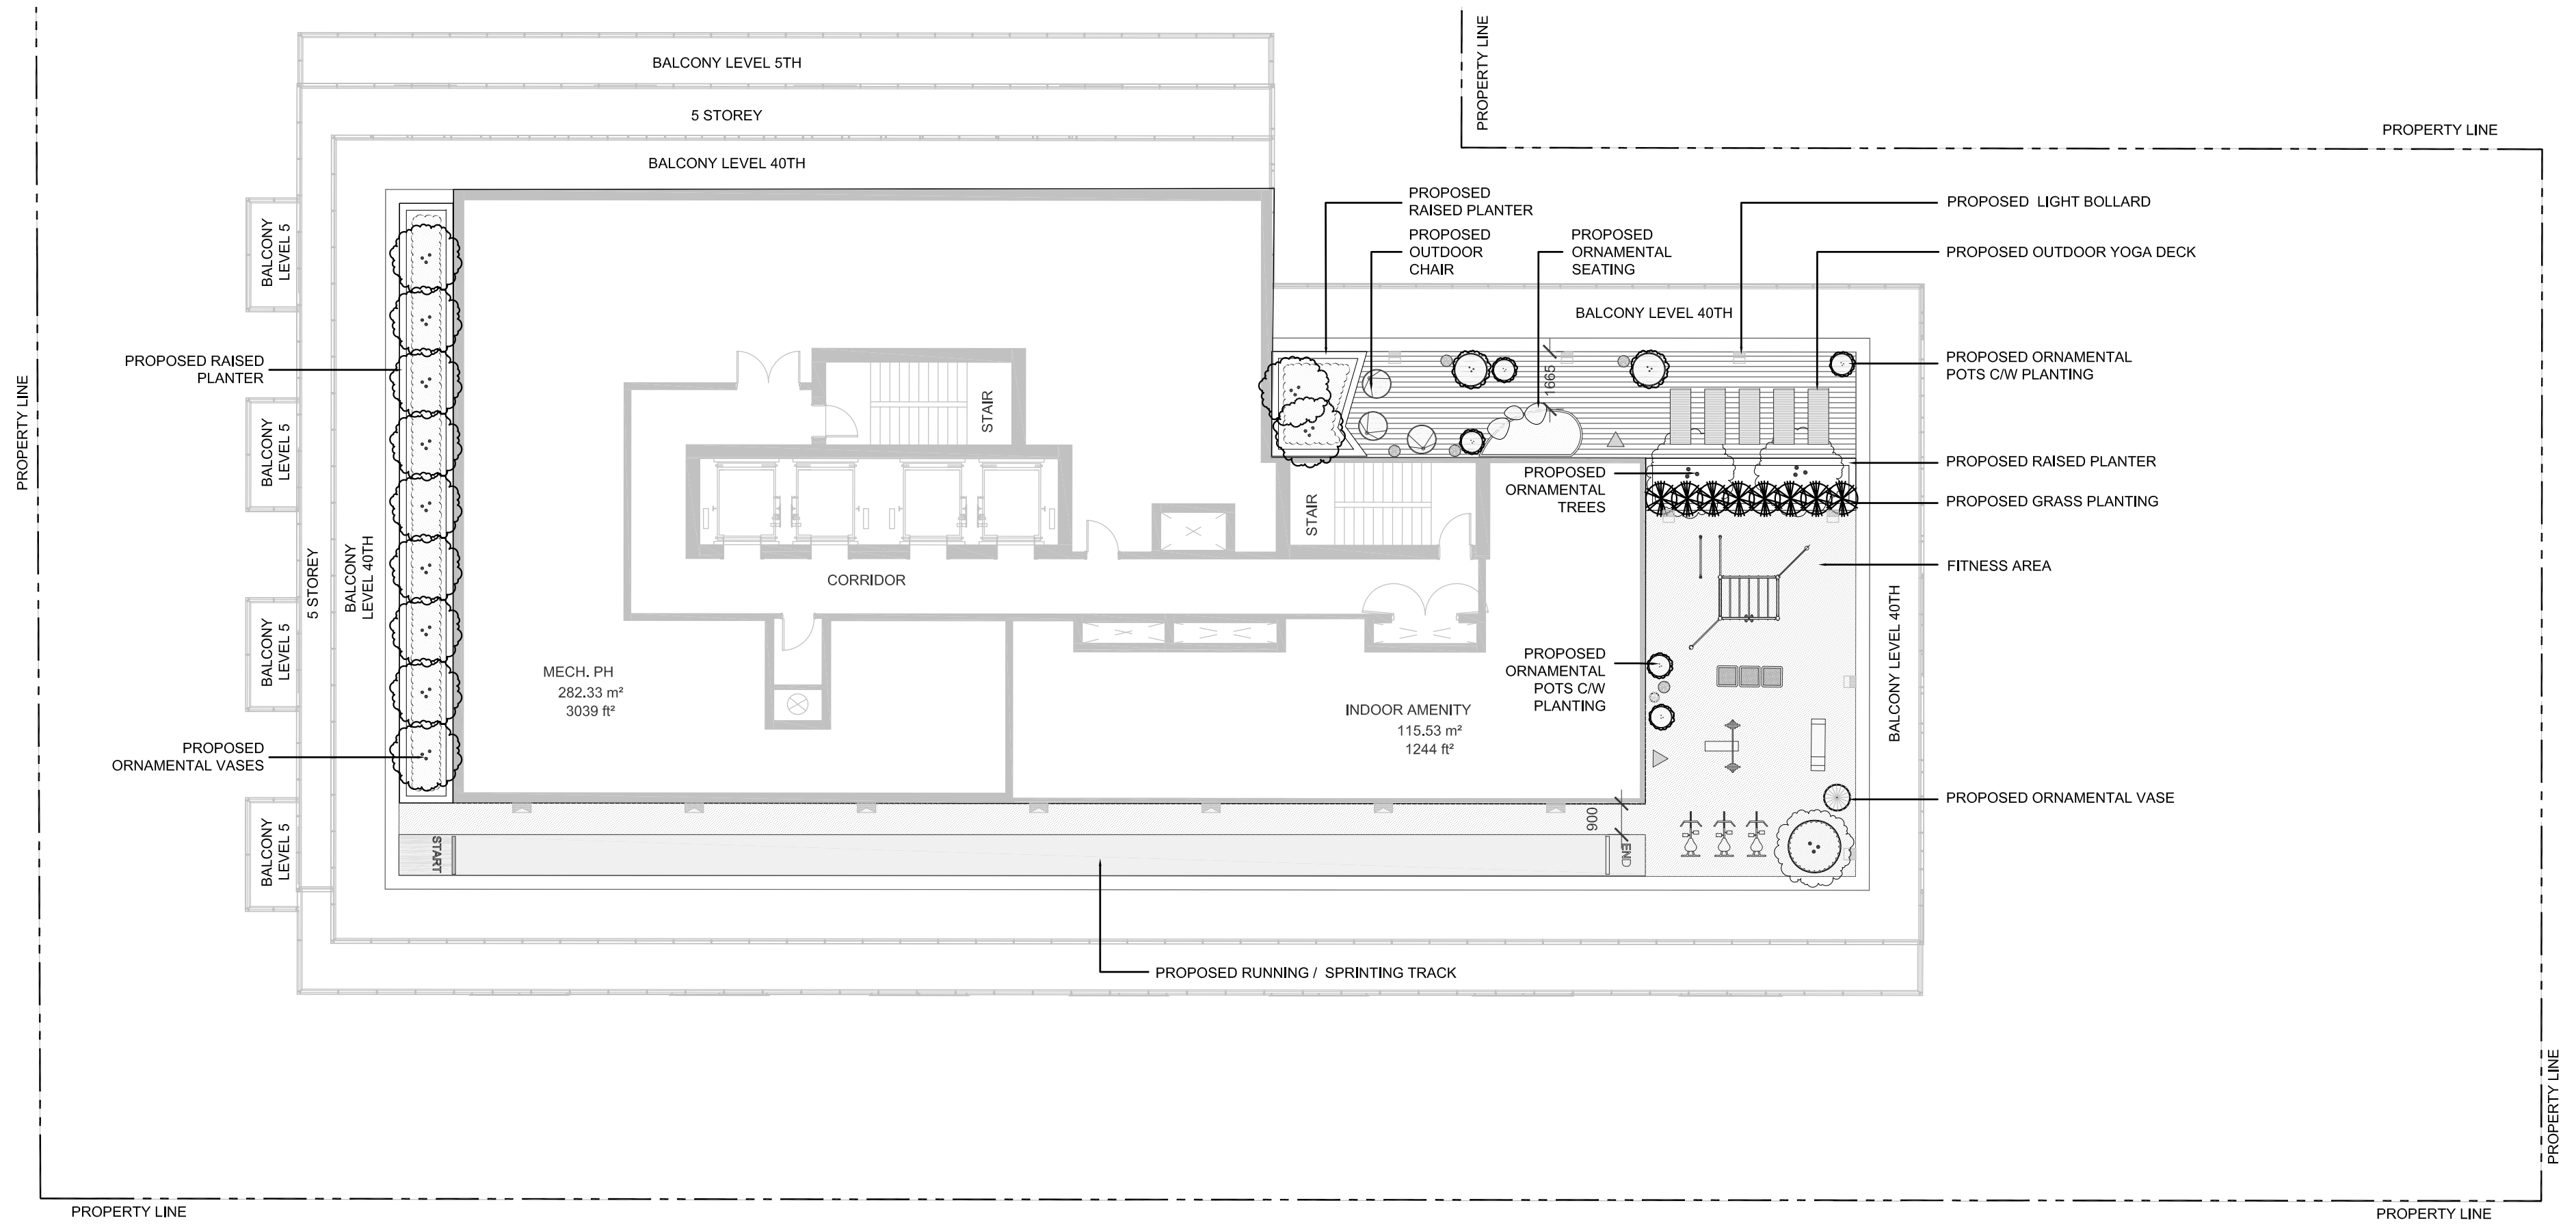 PROPERTY LINE
BALCONY LEVEL 5TH
5 STOREY
BALCONY LEVEL 40TH
PROPERTY LINE
PROPERTY LINE
PROPOSED
RAISED PLANTER
PROPOSED
OUTDOOR
CHAIR
PROPOSED
ORNAMENTAL
SEATING
PROPOSED  LIGHT BOLLARD
PROPOSED OUTDOOR YOGA DECK
BALCONY LEVEL 40TH
PROPOSED ORNAMENTAL
POTS C/W PLANTING
PROPOSED RAISED PLANTER
PROPOSED GRASS PLANTING
FITNESS AREA
BALCONY LEVEL 40TH
PROPOSED ORNAMENTAL VASE
BALCONY
LEVEL 5
BALCONY
LEVEL 5
BALCONY
LEVEL 5
BALCONY
LEVEL 5
PROPOSED RAISED
PLANTER
5 STOREY
BALCONY
LEVEL 40TH
PROPOSED
ORNAMENTAL VASES
STAIR
STAIR
CORRIDOR
1665
PROPOSED
ORNAMENTAL
TREES
PROPOSED
ORNAMENTAL
POTS C/W
PLANTING
MECH. PH
282.33 m²
3039 ft²
INDOOR AMENITY
115.53 m²
1244 ft²
900
START
END
PROPOSED RUNNING /  SPRINTING TRACK
PROPERTY LINE
PROPERTY LINE
PROPERTY LINE